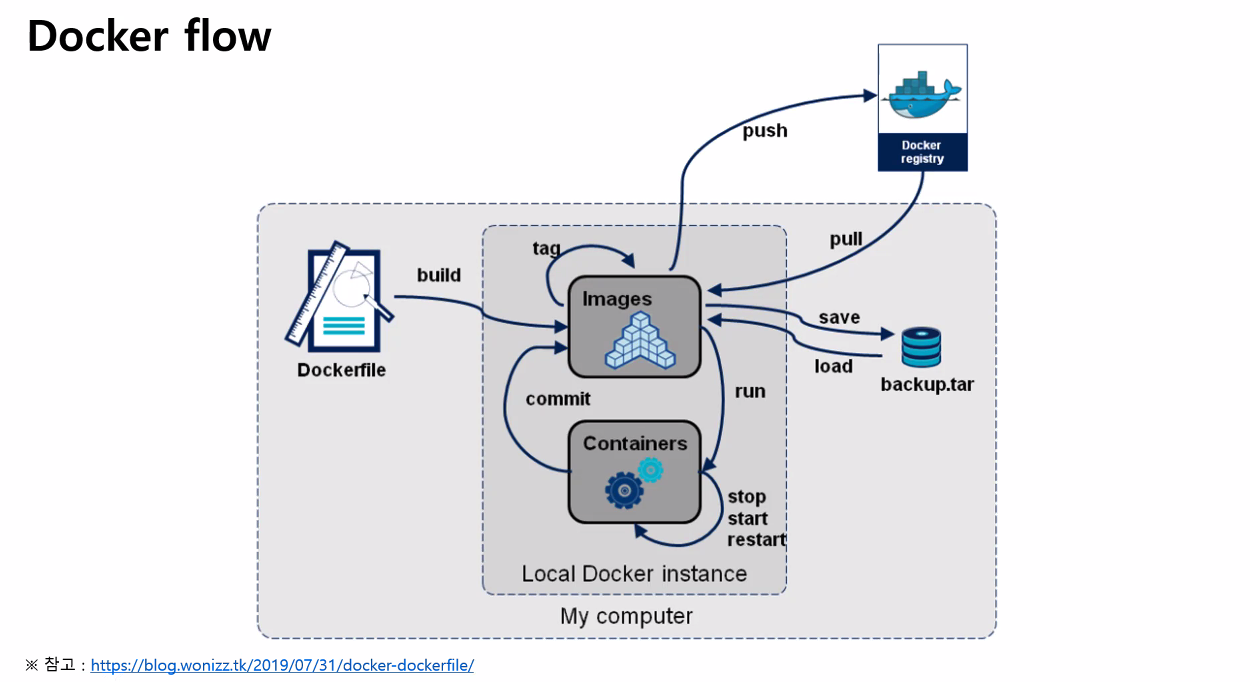 Docker flow
push
Docker
registry
pull
tag
build
Images
save
load
Dockerfile
backup.tar
commit
run
Containers
stop
start
restart
Local Docker instance
My computer
※ 참고 : https://blog.wonizz.tk/2019/07/31/docker-dockerfile/